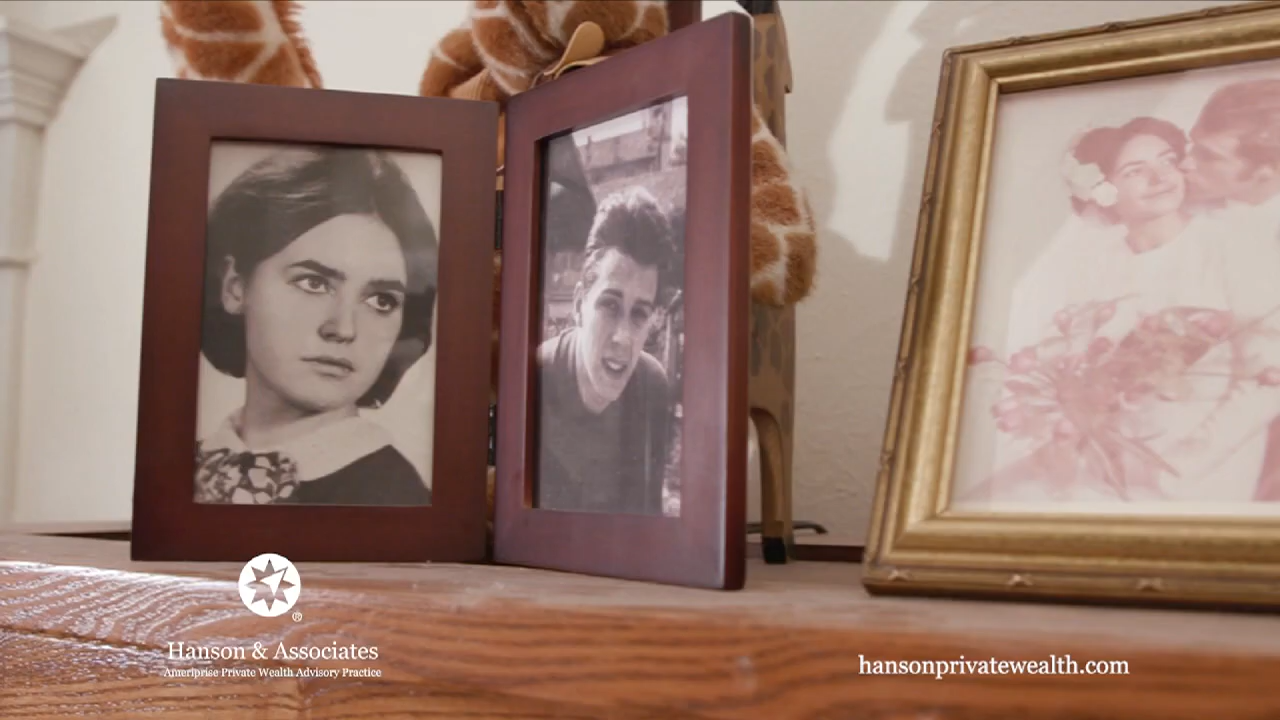 ®
Hanson & Associates
Ameriprise Private Wealth Advisory Practice
hansonprivatewealth.com